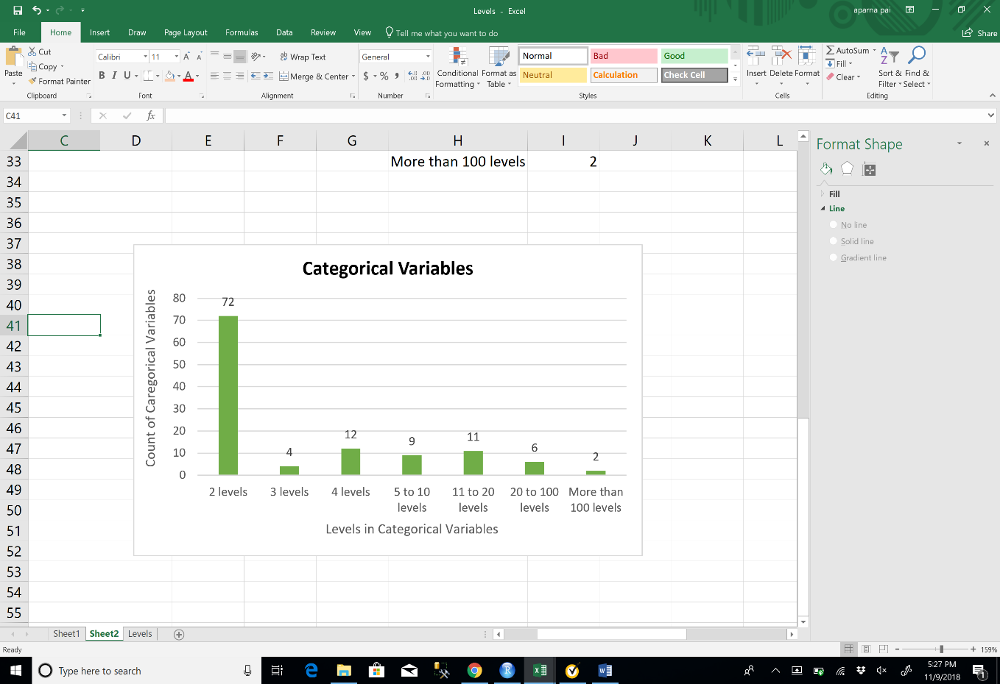 Levels - Excel
aparna pai
File Home Insert Draw Page Layout Formulas Data Review View Tell me what you want to do Share
Paste
Cut
Copy
Format Painter
Clipboard
Calibri 11
B I U
Font
Wrap Text
Merge & Center
Alignment
General
$ % ,
Number
Conditional Formatting
Format as Table
Normal Bad Good
Neutral Calculation Check Cell
Styles
Insert Delete Format
Cells
AutoSum
Fill
Clear
Sort & Filter
Find & Select
Editing
C41
fx
C D E F G H I J K L
33 More than 100 levels 2
34
35
36
37
38
39
40
41
42
43
44
45
46
47
48
49
50
51
52
53
54
55
Categorical Variables
Count of Caregorical Variables
80
70
60
50
40
30
20
10
0
72 4 12 9 11 6 2
2 levels 3 levels 4 levels 5 to 10 levels 11 to 20 levels 20 to 100 levels More than 100 levels
Levels in Categorical Variables
Format Shape
Fill
Line
No line
Solid line
Gradient line
Sheet1 Sheet2 Levels
Ready
159%
Type here to search
5:27 PM
11/9/2018
1